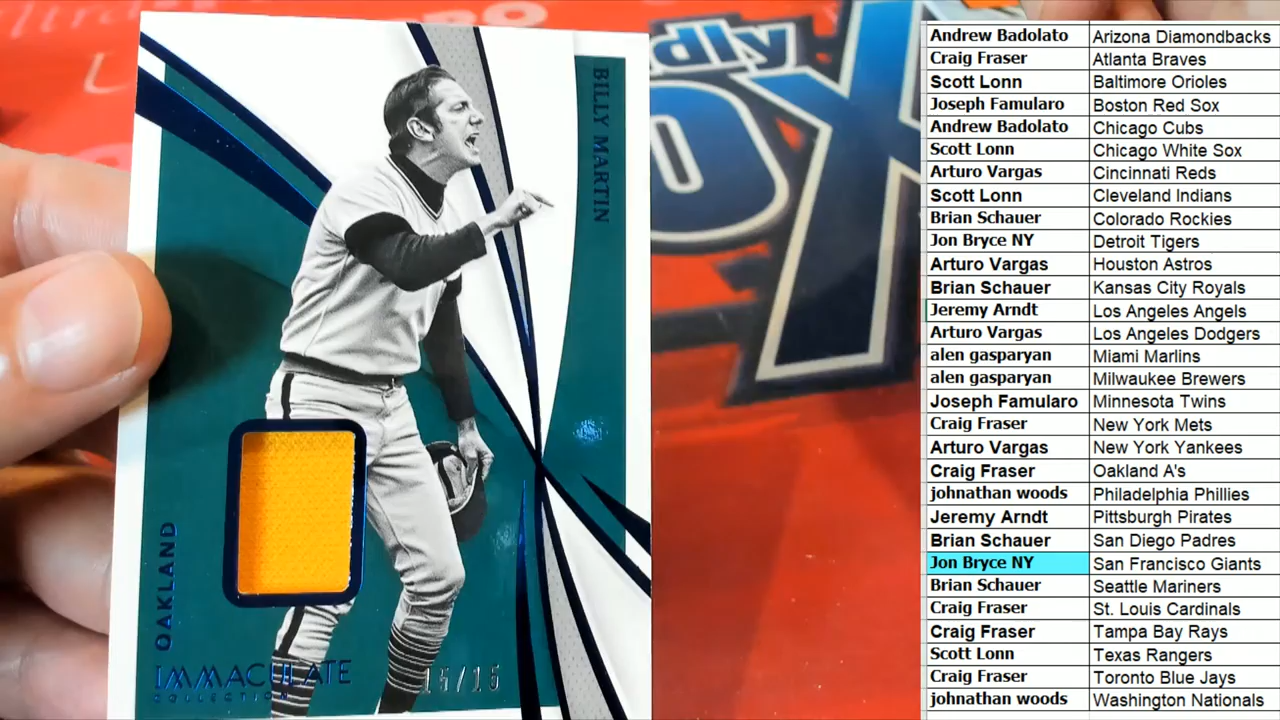 BILLY MARTIN
OAKLAND
IMMACULATE
COLLECTION
15/15
dly
OX
Andrew Badolato Arizona Diamondbacks
Craig Fraser Atlanta Braves
Scott Lonn Baltimore Orioles
Joseph Famularo Boston Red Sox
Andrew Badolato Chicago Cubs
Scott Lonn Chicago White Sox
Arturo Vargas Cincinnati Reds
Scott Lonn Cleveland Indians
Brian Schauer Colorado Rockies
Jon Bryce NY Detroit Tigers
Arturo Vargas Houston Astros
Brian Schauer Kansas City Royals
Jeremy Arndt Los Angeles Angels
Arturo Vargas Los Angeles Dodgers
alen gasparyan Miami Marlins
alen gasparyan Milwaukee Brewers
Joseph Famularo Minnesota Twins
Craig Fraser New York Mets
Arturo Vargas New York Yankees
Craig Fraser Oakland A's
johnathan woods Philadelphia Phillies
Jeremy Arndt Pittsburgh Pirates
Brian Schauer San Diego Padres
Jon Bryce NY San Francisco Giants
Brian Schauer Seattle Mariners
Craig Fraser St. Louis Cardinals
Craig Fraser Tampa Bay Rays
Scott Lonn Texas Rangers
Craig Fraser Toronto Blue Jays
johnathan woods Washington Nationals